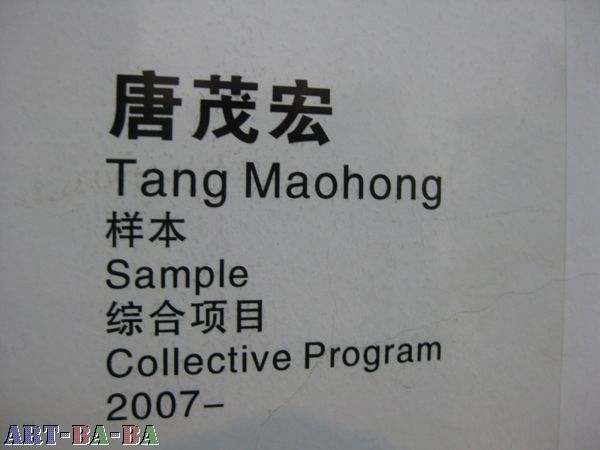 唐茂宏
Tang Maohong
样本
Sample
综合项目
Collective Program
2007–
ART-BA-BA